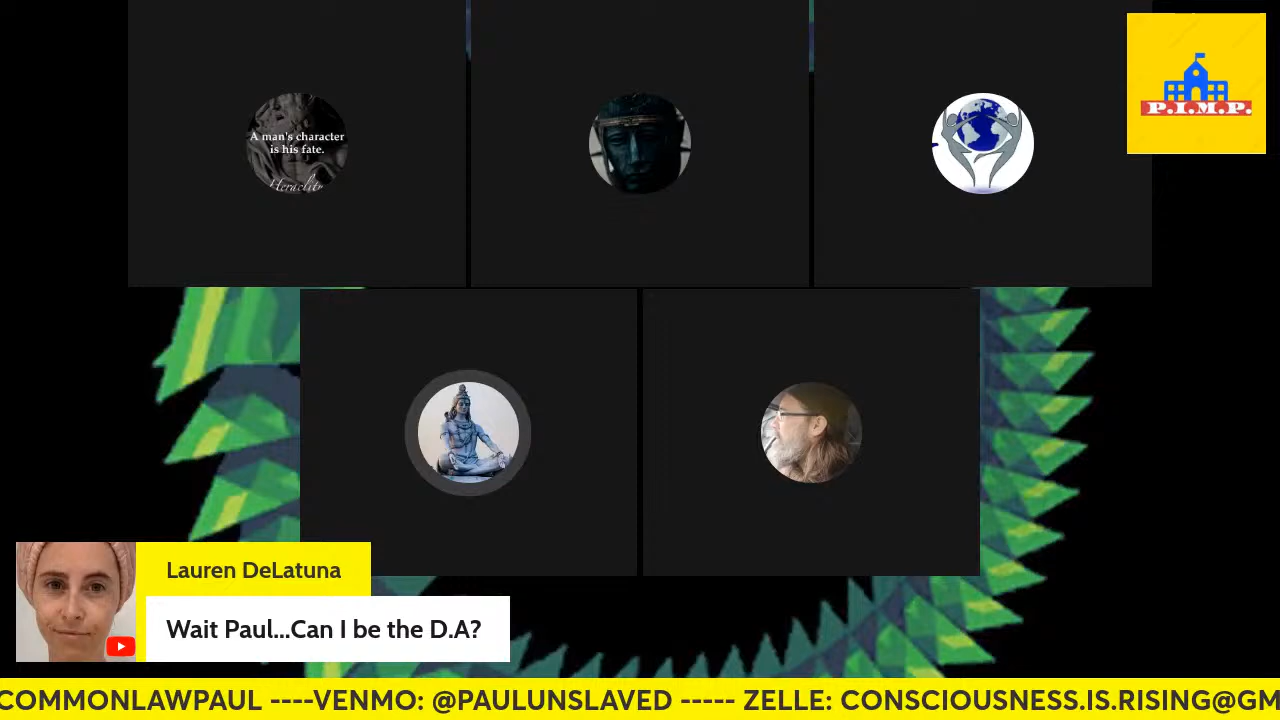 A man's character
is his fate.
Heraclitus
P.I.M.P.
Lauren DeLatuna
Wait Paul...Can I be the D.A?
COMMONLAWPAUL ----VENMO: @PAULUNSLAVED ----- ZELLE: CONSCIOUSNESS.IS.RISING@GM